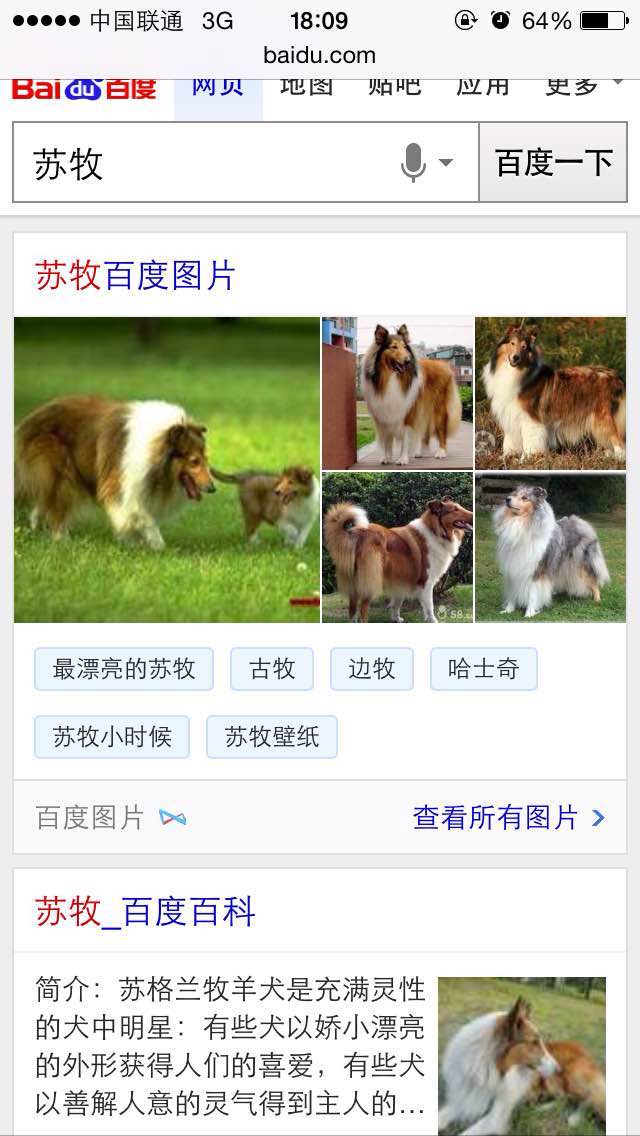 中国联通 3G 18:09 64%
baidu.com
Bai du 百度 网页 地图 贴吧 应用 更多
苏牧 百度一下
苏牧百度图片
最漂亮的苏牧 古牧 边牧 哈士奇
苏牧小时候 苏牧壁纸
百度图片 查看所有图片
苏牧_百度百科
简介：苏格兰牧羊犬是充满灵性
的犬中明星：有些犬以娇小漂亮
的外形获得人们的喜爱，有些犬
以善解人意的灵气得到主人的...